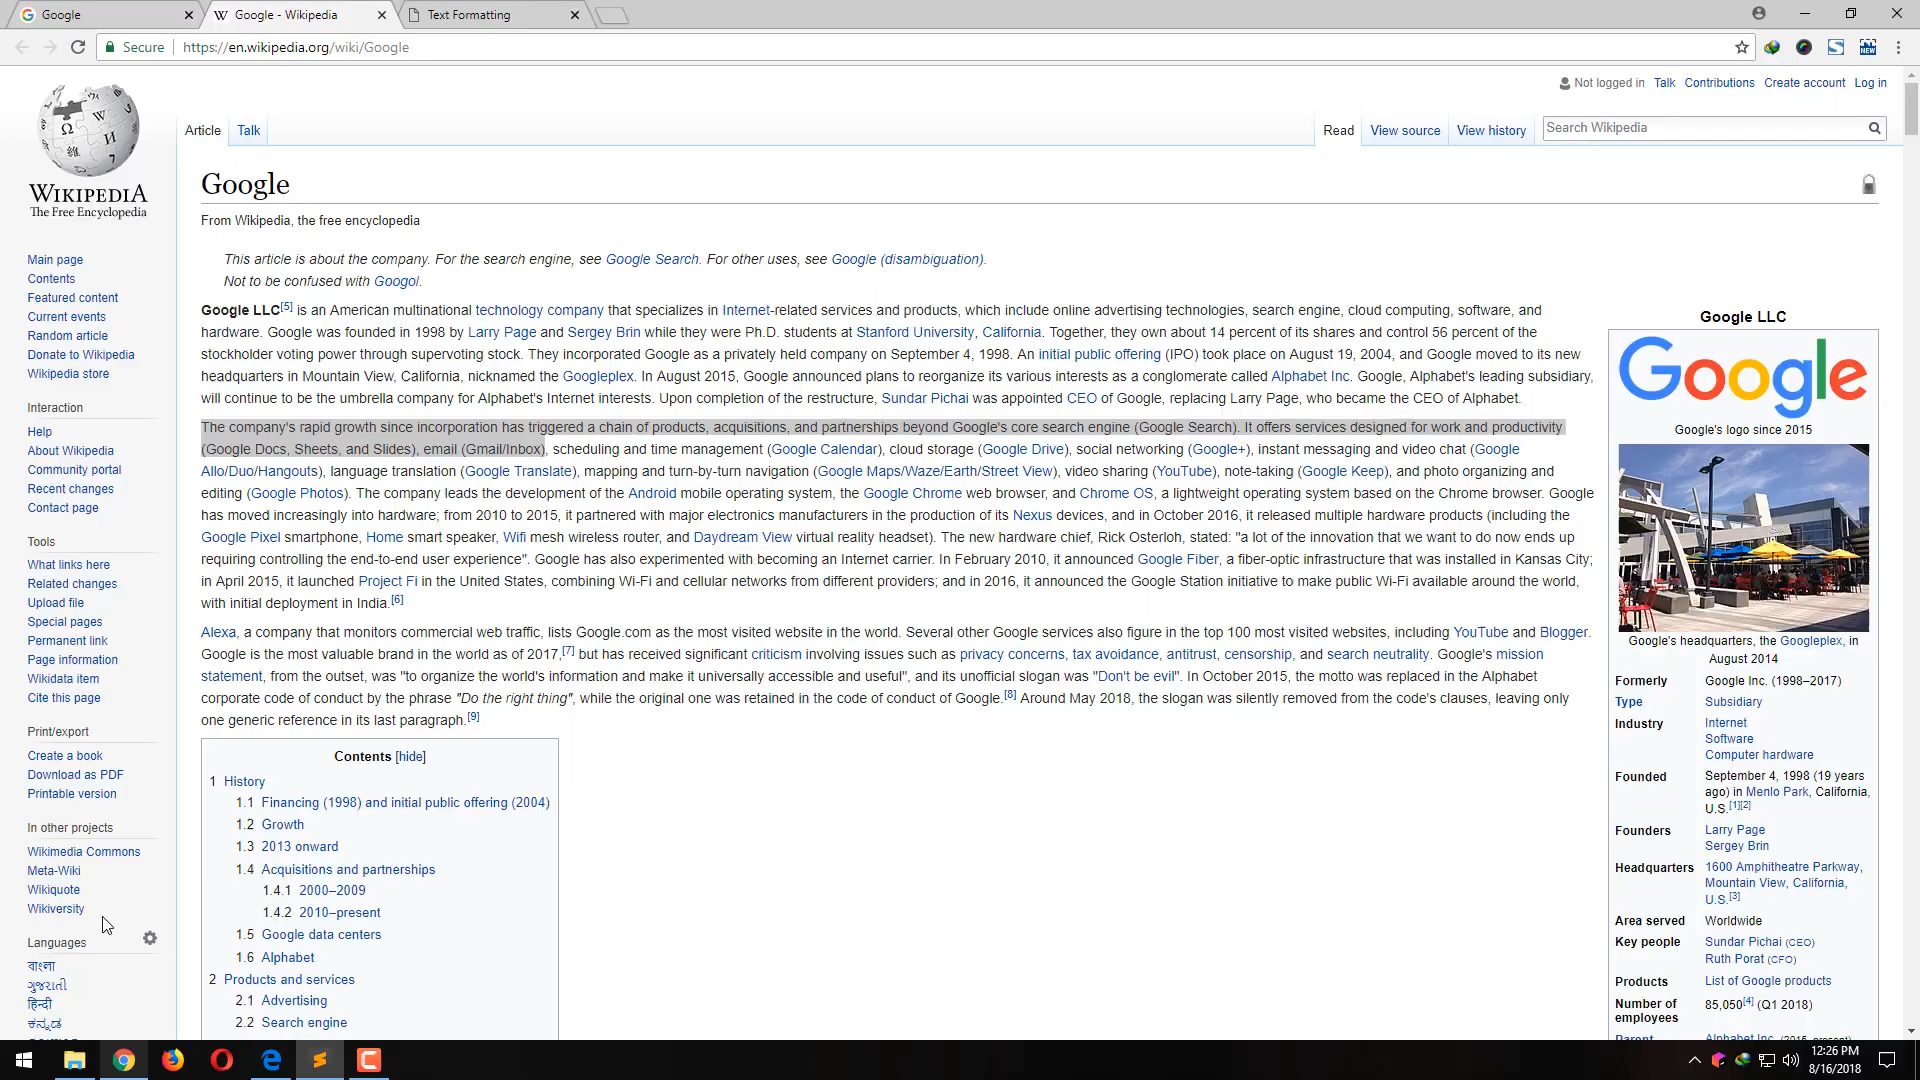 Google
Google - Wikipedia
Text Formatting
Secure
https://en.wikipedia.org/wiki/Google
Not logged in Talk Contributions Create account Log in
WIKIPEDIA
The Free Encyclopedia
Article Talk
Read View source View history Search Wikipedia
Main page
Contents
Featured content
Current events
Random article
Donate to Wikipedia
Wikipedia store
Interaction
Help
About Wikipedia
Community portal
Recent changes
Contact page
Tools
What links here
Related changes
Upload file
Special pages
Permanent link
Page information
Wikidata item
Cite this page
Print/export
Create a book
Download as PDF
Printable version
In other projects
Wikimedia Commons
Meta-Wiki
Wikiquote
Wikiversity
Languages
বাংলা
ગુજરાતી
हिन्दी
ಕನ್ನಡ
Google
From Wikipedia, the free encyclopedia
This article is about the company. For the search engine, see Google Search. For other uses, see Google (disambiguation).
Not to be confused with Googol.
Google LLC[5] is an American multinational technology company that specializes in Internet-related services and products, which include online advertising technologies, search engine, cloud computing, software, and
hardware. Google was founded in 1998 by Larry Page and Sergey Brin while they were Ph.D. students at Stanford University, California. Together, they own about 14 percent of its shares and control 56 percent of the
stockholder voting power through supervoting stock. They incorporated Google as a privately held company on September 4, 1998. An initial public offering (IPO) took place on August 19, 2004, and Google moved to its new
headquarters in Mountain View, California, nicknamed the Googleplex. In August 2015, Google announced plans to reorganize its various interests as a conglomerate called Alphabet Inc. Google, Alphabet's leading subsidiary,
will continue to be the umbrella company for Alphabet's Internet interests. Upon completion of the restructure, Sundar Pichai was appointed CEO of Google, replacing Larry Page, who became the CEO of Alphabet.
The company's rapid growth since incorporation has triggered a chain of products, acquisitions, and partnerships beyond Google's core search engine (Google Search). It offers services designed for work and productivity
(Google Docs, Sheets, and Slides), email (Gmail/Inbox), scheduling and time management (Google Calendar), cloud storage (Google Drive), social networking (Google+), instant messaging and video chat (Google
Allo/Duo/Hangouts), language translation (Google Translate), mapping and turn-by-turn navigation (Google Maps/Waze/Earth/Street View), video sharing (YouTube), note-taking (Google Keep), and photo organizing and
editing (Google Photos). The company leads the development of the Android mobile operating system, the Google Chrome web browser, and Chrome OS, a lightweight operating system based on the Chrome browser. Google
has moved increasingly into hardware; from 2010 to 2015, it partnered with major electronics manufacturers in the production of its Nexus devices, and in October 2016, it released multiple hardware products (including the
Google Pixel smartphone, Home smart speaker, Wifi mesh wireless router, and Daydream View virtual reality headset). The new hardware chief, Rick Osterloh, stated: "a lot of the innovation that we want to do now ends up
requiring controlling the end-to-end user experience". Google has also experimented with becoming an Internet carrier. In February 2010, it announced Google Fiber, a fiber-optic infrastructure that was installed in Kansas City;
in April 2015, it launched Project Fi in the United States, combining Wi-Fi and cellular networks from different providers; and in 2016, it announced the Google Station initiative to make public Wi-Fi available around the world,
with initial deployment in India.[6]
Alexa, a company that monitors commercial web traffic, lists Google.com as the most visited website in the world. Several other Google services also figure in the top 100 most visited websites, including YouTube and Blogger.
Google is the most valuable brand in the world as of 2017,[7] but has received significant criticism involving issues such as privacy concerns, tax avoidance, antitrust, censorship, and search neutrality. Google's mission
statement, from the outset, was "to organize the world's information and make it universally accessible and useful", and its unofficial slogan was "Don't be evil". In October 2015, the motto was replaced in the Alphabet
corporate code of conduct by the phrase "Do the right thing", while the original one was retained in the code of conduct of Google.[8] Around May 2018, the slogan was silently removed from the code's clauses, leaving only
one generic reference in its last paragraph.[9]
Contents [hide]
1 History
1.1 Financing (1998) and initial public offering (2004)
1.2 Growth
1.3 2013 onward
1.4 Acquisitions and partnerships
1.4.1 2000–2009
1.4.2 2010–present
1.5 Google data centers
1.6 Alphabet
2 Products and services
2.1 Advertising
2.2 Search engine
Google LLC
Google
Google's logo since 2015
Google's headquarters, the Googleplex, in
August 2014
Formerly Google Inc. (1998–2017)
Type Subsidiary
Industry Internet
Software
Computer hardware
Founded September 4, 1998 (19 years
ago) in Menlo Park, California,
U.S.[1][2]
Founders Larry Page
Sergey Brin
Headquarters 1600 Amphitheatre Parkway,
Mountain View, California,
U.S.[3]
Area served Worldwide
Key people Sundar Pichai (CEO)
Ruth Porat (CFO)
Products List of Google products
Number of 85,050[4] (Q1 2018)
employees
Parent Alphabet Inc.
12:26 PM
8/16/2018